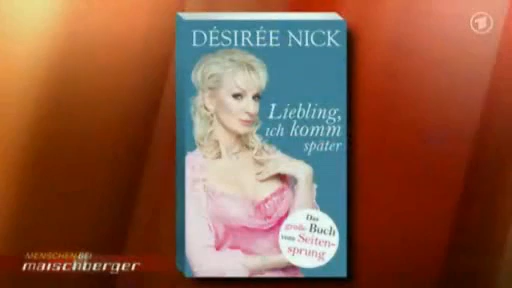 DÉSIRÉE NICK
Liebling,
ich komm
später
Das
große Buch
vom Seiten-
sprung
MENSCHEN BEI
maischberger